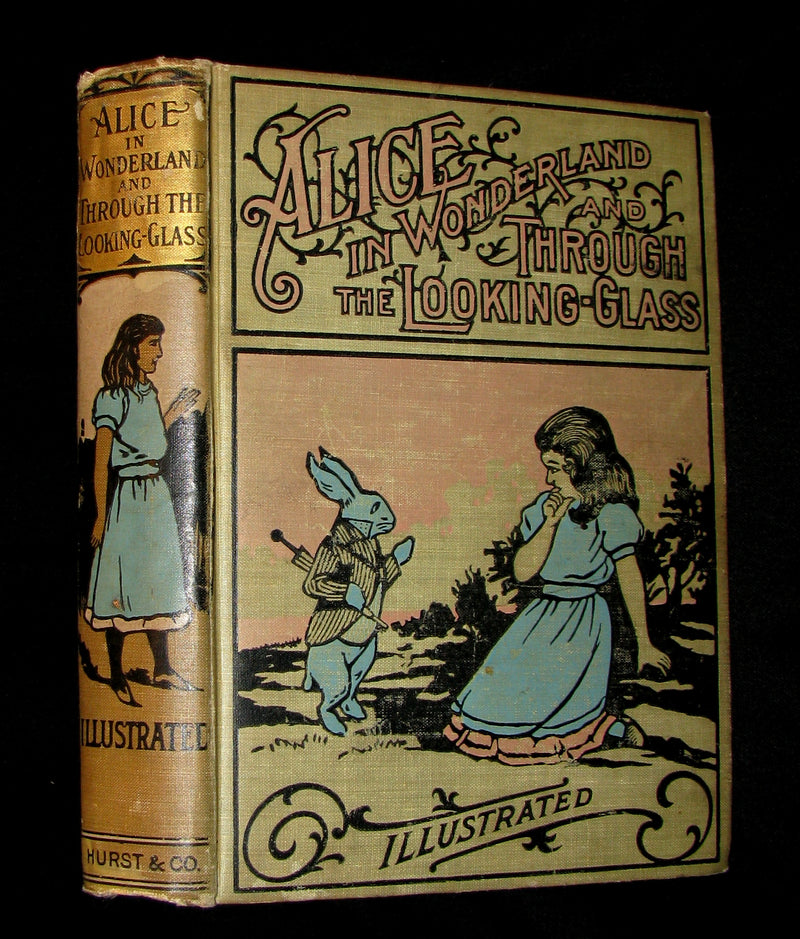 ALICE
IN
WONDERLAND
AND
THROUGH THE
LOOKING-GLASS
ILLUSTRATED
HURST & CO.
ALICE
IN WONDERLAND
AND
THROUGH
THE LOOKING-GLASS
ILLUSTRATED